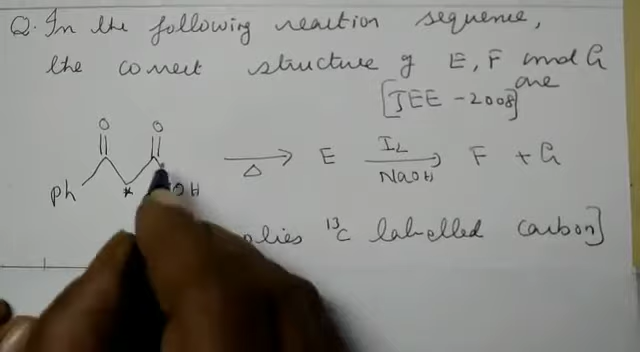 Q. In the following reaction sequence,
the correct structure of E, F and G
are
[JEE - 2008]
O O
Ph * OH
Δ E I2 NaOH F + G
13C labelled carbon]